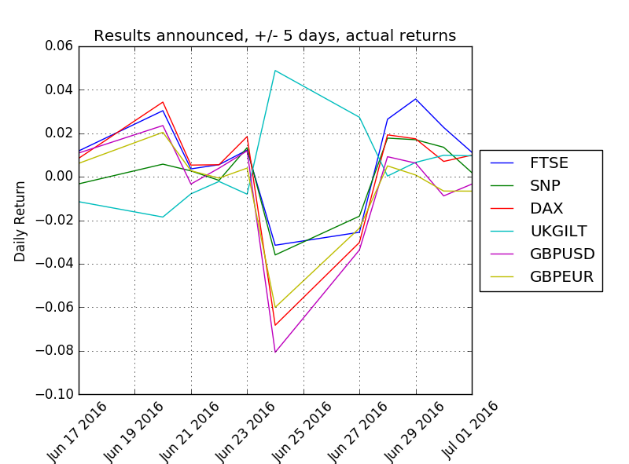 Results announced, +/- 5 days, actual returns
0.06
0.04
0.02
0.00
−0.02
−0.04
−0.06
−0.08
−0.10
Daily Return
Jun 17 2016
Jun 19 2016
Jun 21 2016
Jun 23 2016
Jun 25 2016
Jun 27 2016
Jun 29 2016
Jul 01 2016
FTSE
SNP
DAX
UKGILT
GBPUSD
GBPEUR